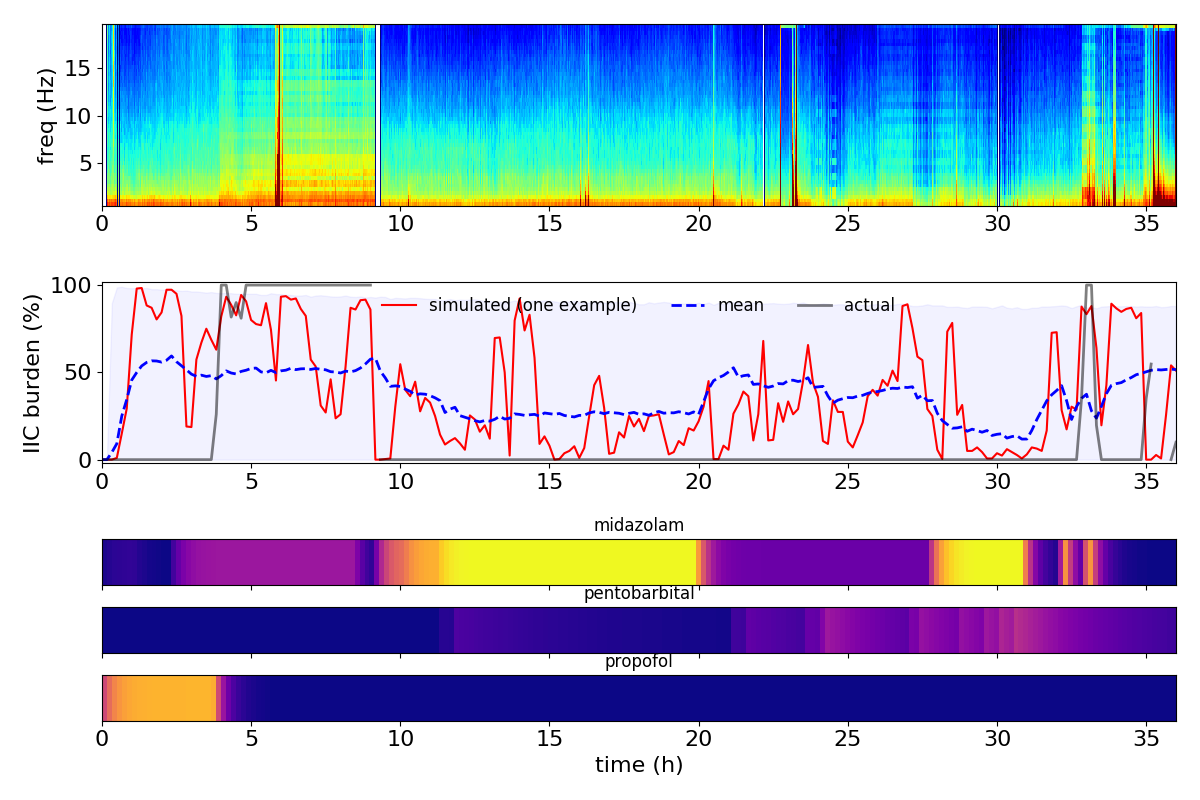 freq (Hz)
15
10
5
0 5 10 15 20 25 30 35
IIC burden (%)
100
50
0
simulated (one example) mean actual
0 5 10 15 20 25 30 35
midazolam
pentobarbital
propofol
0 5 10 15 20 25 30 35
time (h)